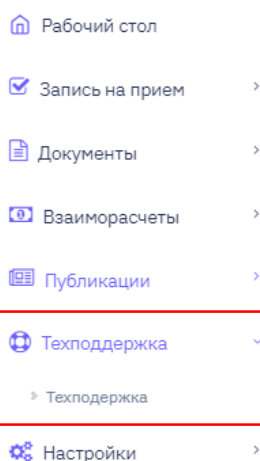 Рабочий стол
Запись на прием
Документы
Взаиморасчеты
Публикации
Техподдержка
Техподержка
Настройки